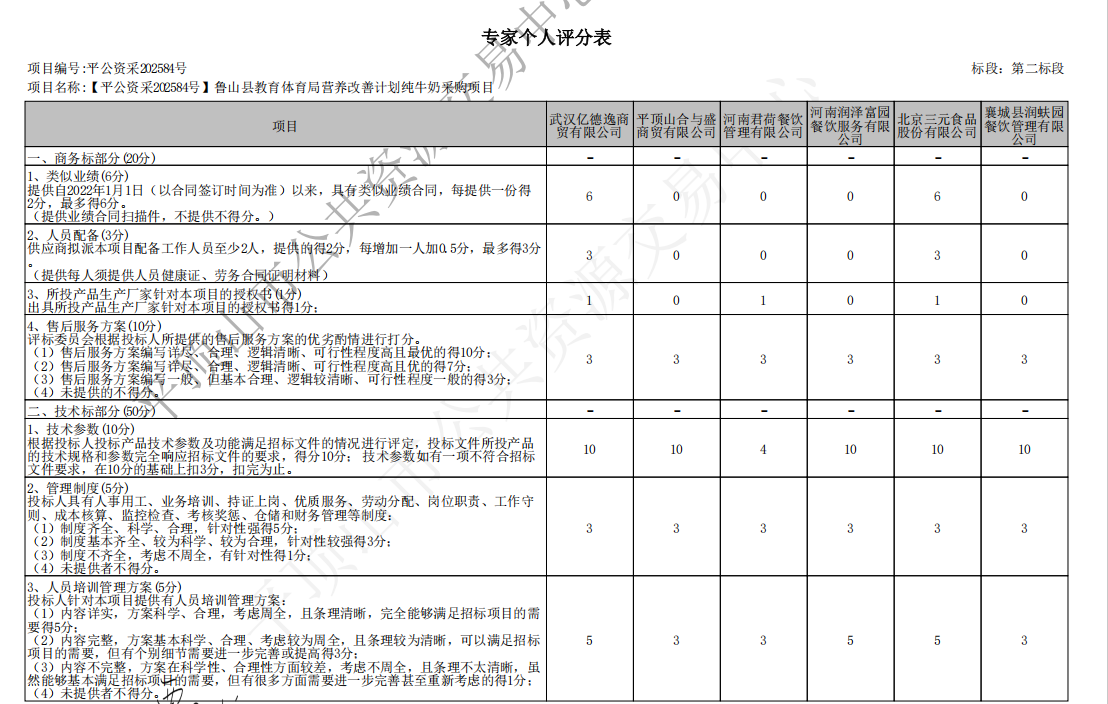 专家个人评分表
项目编号:平公资采202584号
标段: 第二标段
项目名称:【平公资采202584号】鲁山县教育体育局营养改善计划纯牛奶采购项目
项目 武汉亿德逸商贸有限公司 平顶山合与盛商贸有限公司 河南君荷餐饮管理有限公司 河南润泽富园餐饮服务有限公司 北京三元食品股份有限公司 襄城县润蚨园餐饮管理有限公司
一、商务标部分(20分) - - - - - -
1、类似业绩(6分)
提供自2022年1月1日（以合同签订时间为准）以来，具有类似业绩合同，每提供一份得
2分，最多得6分。
（提供业绩合同扫描件，不提供不得分。）
6 0 0 0 6 0
2、人员配备(3分)
供应商拟派本项目配备工作人员至少2人，提供的得2分，每增加一人加0.5分，最多得3分
。
（提供每人须提供人员健康证、劳务合同证明材料）
3 0 0 0 3 0
3、所投产品生产厂家针对本项目的授权书(1分)
出具所投产品生产厂家针对本项目的授权书得1分;
1 0 1 0 1 0
4、售后服务方案(10分)
评标委员会根据投标人所提供的售后服务方案的优劣酌情进行打分。
（1）售后服务方案编写详尽、合理、逻辑清晰、可行性程度高且最优的得10分;
（2）售后服务方案编写详尽、合理、逻辑清晰、可行性程度高且优的得7分;
（3）售后服务方案编写一般、但基本合理、逻辑较清晰、可行性程度一般的得3分;
（4）未提供的不得分。
3 3 3 3 3 3
二、技术标部分(50分) - - - - - -
1、技术参数(10分)
根据投标人投标产品技术参数及功能满足招标文件的情况进行评定，投标文件所投产品
的技术规格和参数完全响应招标文件的要求，得分10分; 技术参数如有一项不符合招标
文件要求，在10分的基础上扣3分，扣完为止。
10 10 4 10 10 10
2、管理制度(5分)
投标人具有人事用工、业务培训、持证上岗、优质服务、劳动分配、岗位职责、工作守
则、成本核算、监控检查、考核奖惩、仓储和财务管理等制度:
（1）制度齐全、科学、合理，针对性强得5分;
（2）制度基本齐全、较为科学、较为合理，针对性较强得3分;
（3）制度不齐全，考虑不周全，有针对性得1分;
（4）未提供者不得分。
3 3 3 3 3 3
3、人员培训管理方案(5分)
投标人针对本项目提供有人员培训管理方案:
（1）内容详实，方案科学、合理，考虑周全，且条理清晰，完全能够满足招标项目的需
要得5分;
（2）内容完整，方案基本科学、合理、考虑较为周全，且条理较为清晰，可以满足招标
项目的需要，但有个别细节需要进一步完善或提高得3分;
（3）内容不完整，方案在科学性、合理性方面较差，考虑不周全，且条理不太清晰，虽
然能够基本满足招标项目的需要，但有很多方面需要进一步完善甚至重新考虑的得1分;
（4）未提供者不得分。
5 3 3 5 5 3
平顶山市公共资源交易中心
平顶山市公共资源交易中心